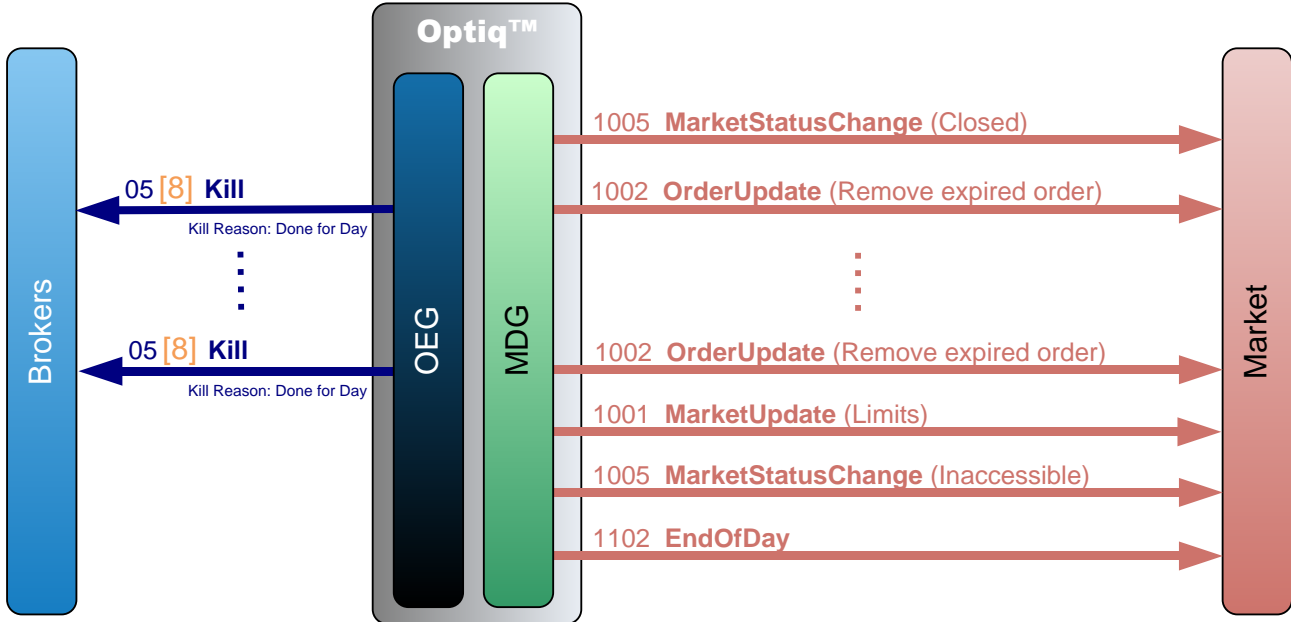 Optiq™
1005 MarketStatusChange (Closed)
05 [8] Kill
1002 OrderUpdate (Remove expired order)
Kill Reason: Done for Day
Brokers
OEG
MDG
Market
05 [8] Kill
1002 OrderUpdate (Remove expired order)
Kill Reason: Done for Day
1001 MarketUpdate (Limits)
1005 MarketStatusChange (Inaccessible)
1102 EndOfDay